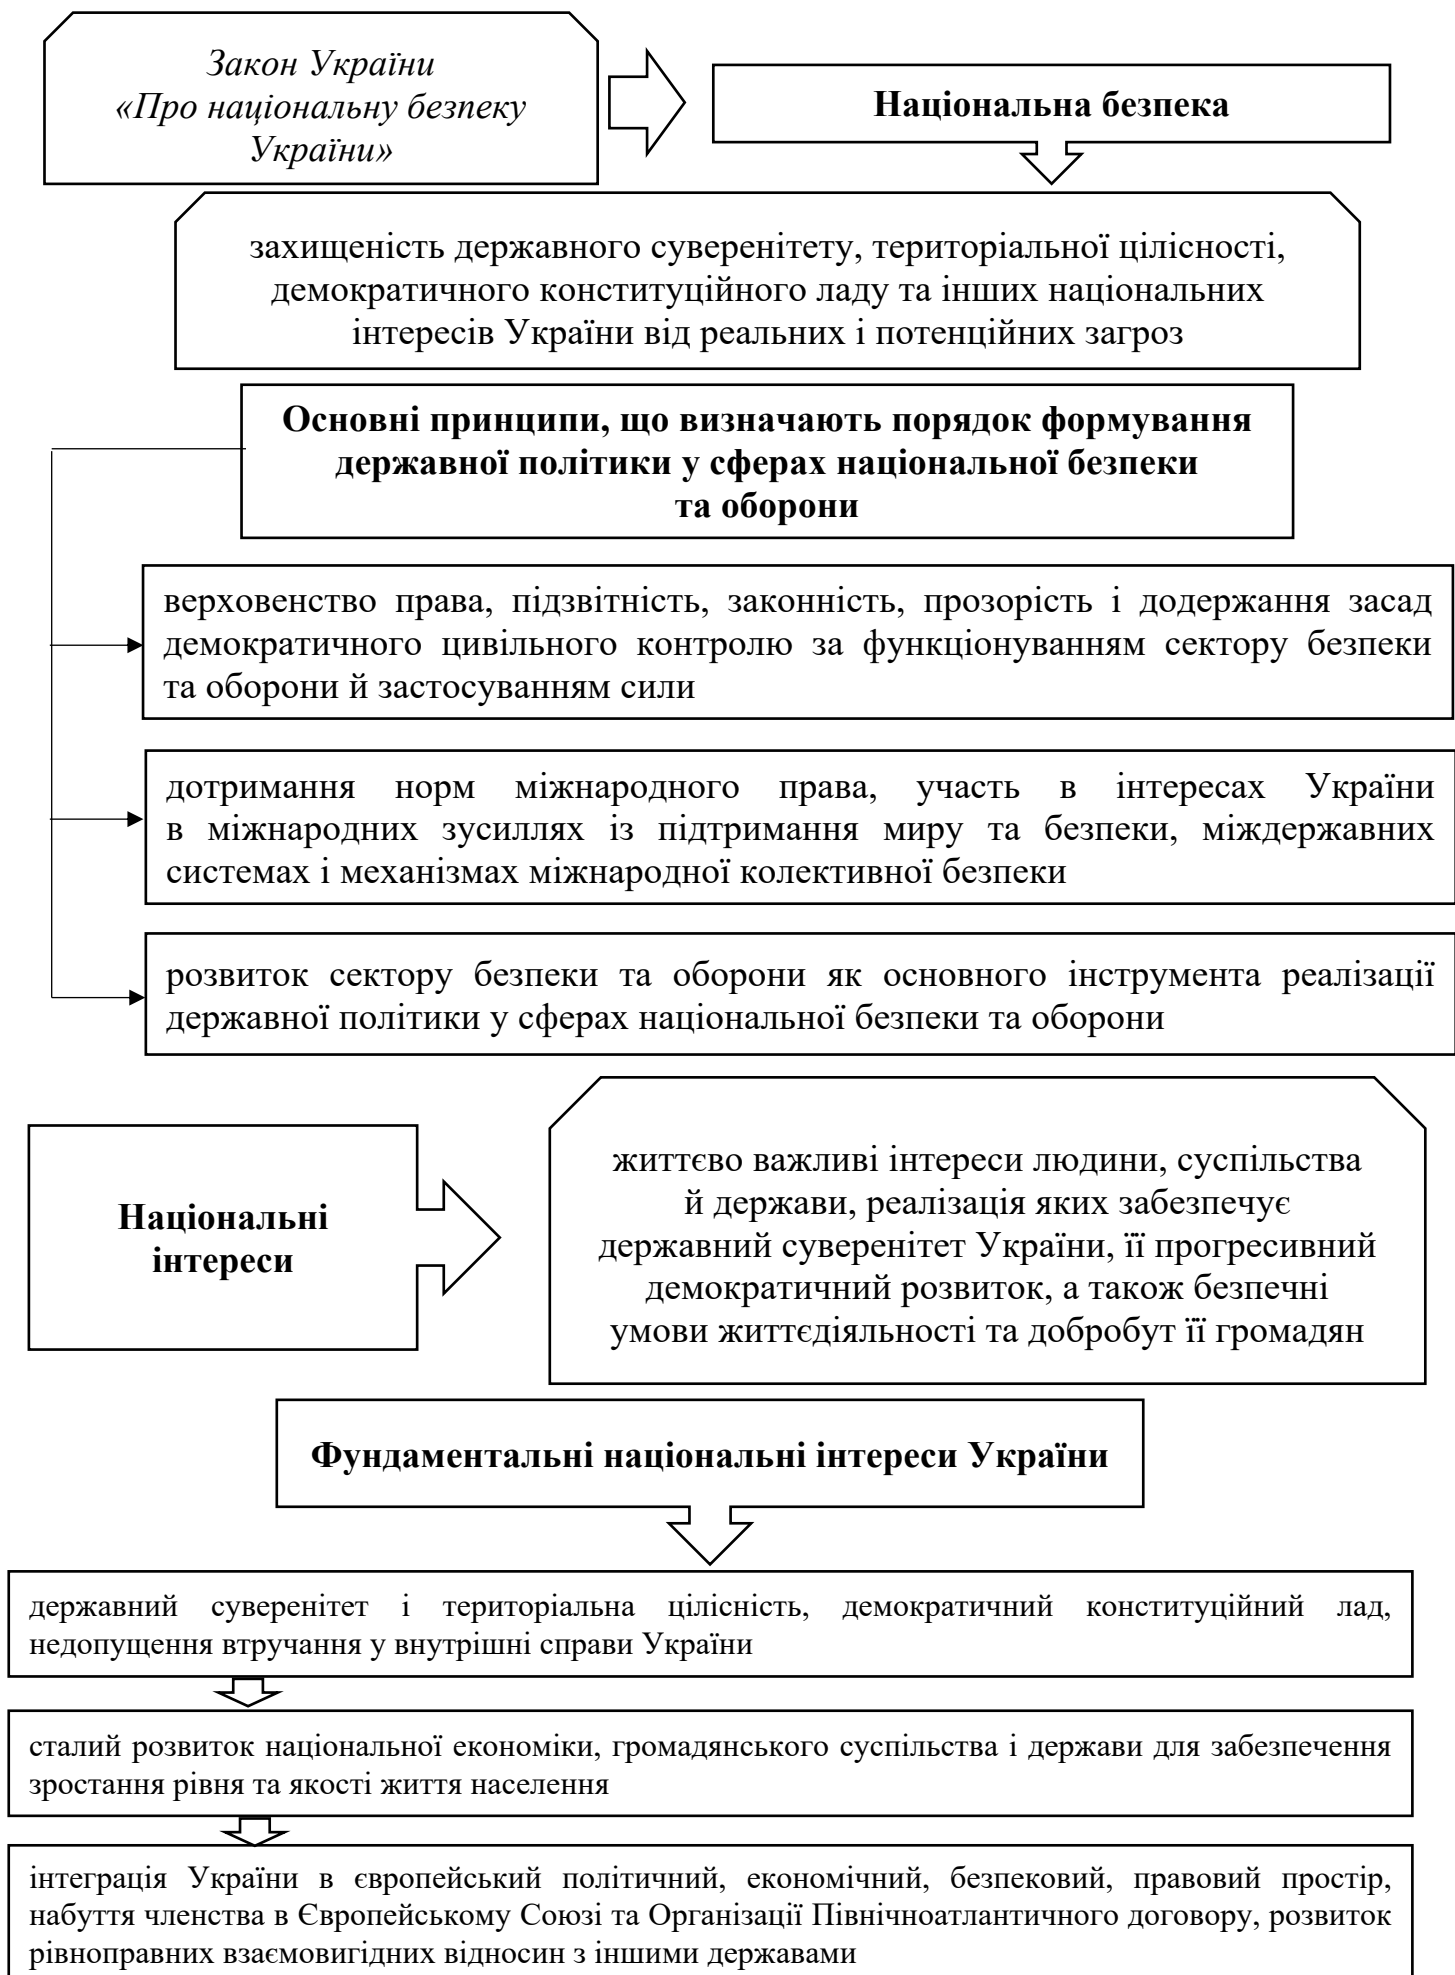 Закон України
«Про національну безпеку
України»
Національна безпека
захищеність державного суверенітету, територіальної цілісності,
демократичного конституційного ладу та інших національних
інтересів України від реальних і потенційних загроз
Основні принципи, що визначають порядок формування
державної політики у сферах національної безпеки
та оборони
верховенство права, підзвітність, законність, прозорість і додержання засад
демократичного цивільного контролю за функціонуванням сектору безпеки
та оборони й застосуванням сили
дотримання норм міжнародного права, участь в інтересах України
в міжнародних зусиллях із підтримання миру та безпеки, міждержавних
системах і механізмах міжнародної колективної безпеки
розвиток сектору безпеки та оборони як основного інструмента реалізації
державної політики у сферах національної безпеки та оборони
Національні
інтереси
життєво важливі інтереси людини, суспільства
й держави, реалізація яких забезпечує
державний суверенітет України, її прогресивний
демократичний розвиток, а також безпечні
умови життєдіяльності та добробут її громадян
Фундаментальні національні інтереси України
державний суверенітет і територіальна цілісність, демократичний конституційний лад,
недопущення втручання у внутрішні справи України
сталий розвиток національної економіки, громадянського суспільства і держави для забезпечення
зростання рівня та якості життя населення
інтеграція України в європейський політичний, економічний, безпековий, правовий простір,
набуття членства в Європейському Союзі та Організації Північноатлантичного договору, розвиток
рівноправних взаємовигідних відносин з іншими державами